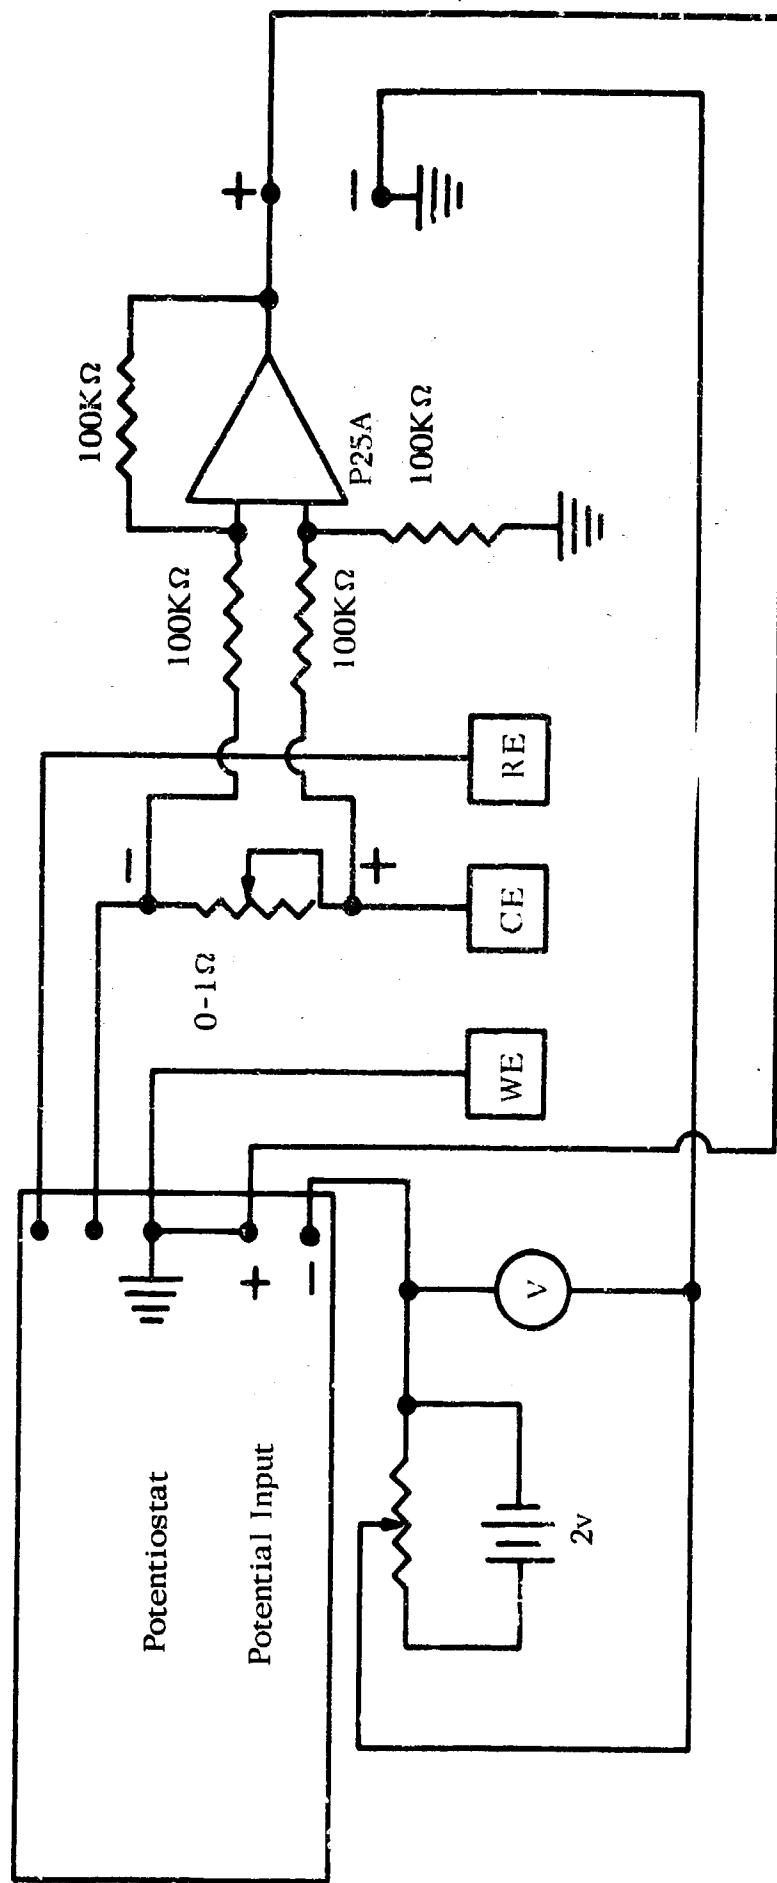 Potentiostat
Potential Input
+
−
2v
V
WE
CE
RE
0-1Ω
−
+
100KΩ
100KΩ
100KΩ
P25A
100KΩ
+
−